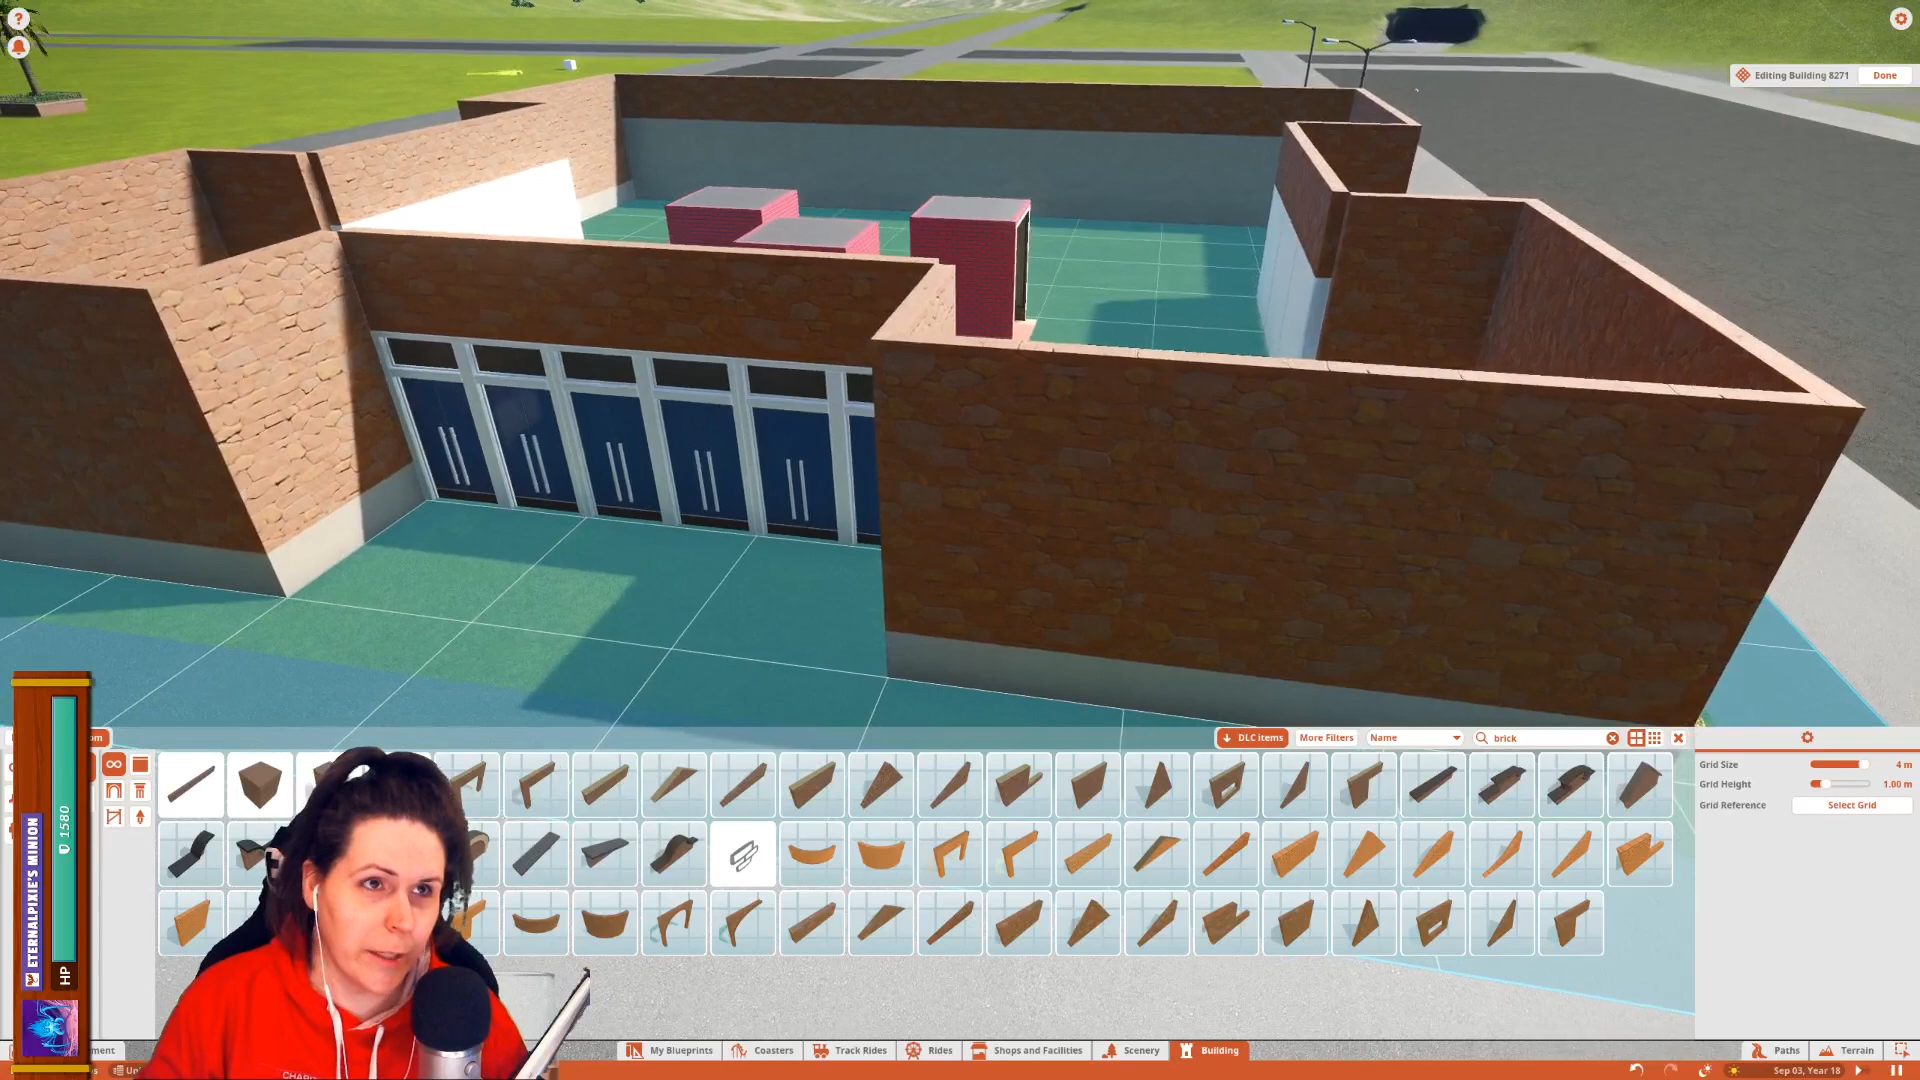 ?
Editing Building 8271
Done
DLC items
More Filters
Name
brick
Grid Size
4 m
Grid Height
1.00 m
Grid Reference
Select Grid
ETERNALPIXIE'S MINION
1580
HP
My Blueprints
Coasters
Track Rides
Rides
Shops and Facilities
Scenery
Building
Paths
Terrain
Sep 03, Year 18